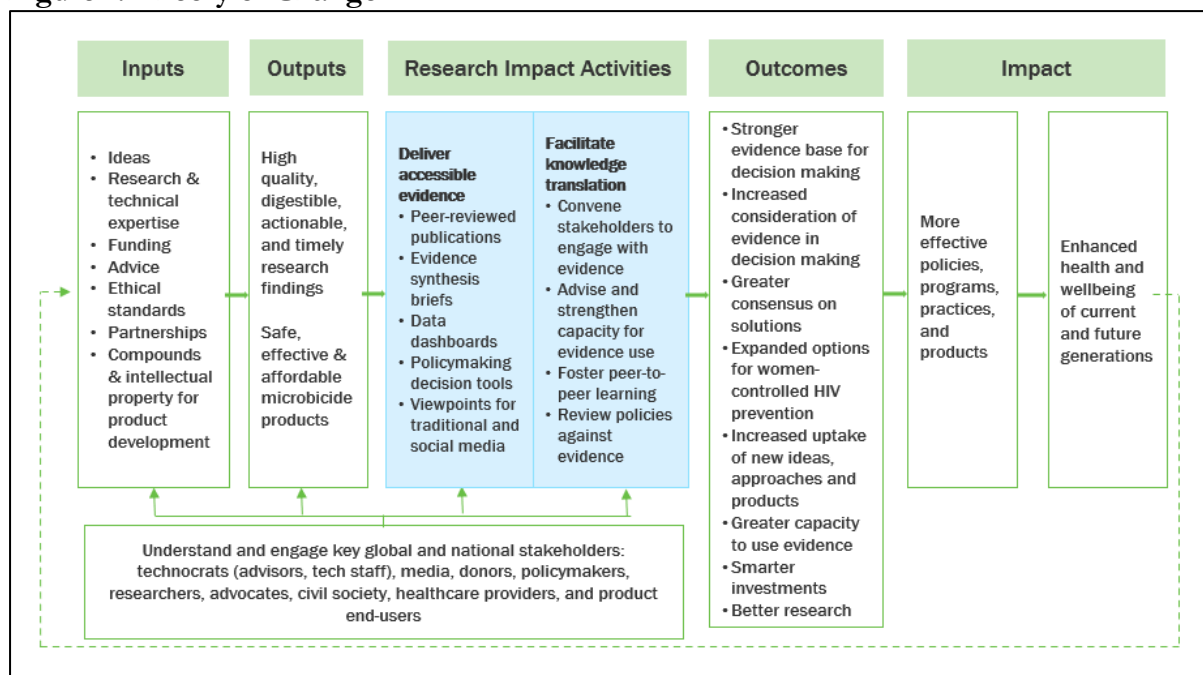 Inputs
Outputs
Research Impact Activities
Outcomes
Impact
• Ideas
• Research &
technical
expertise
• Funding
• Advice
• Ethical
standards
• Partnerships
• Compounds
& intellectual
property for
product
development
High
quality,
digestible,
actionable,
and timely
research
findings
Safe,
effective &
affordable
microbicide
products
Deliver
accessible
evidence
• Peer-reviewed
publications
• Evidence
synthesis
briefs
• Data
dashboards
• Policymaking
decision tools
• Viewpoints for
traditional and
social media
Facilitate
knowledge
translation
• Convene
stakeholders to
engage with
evidence
• Advise and
strengthen
capacity for
evidence use
• Foster peer-to-
peer learning
• Review policies
against
evidence
• Stronger
evidence base for
decision making
• Increased
consideration of
evidence in
decision making
• Greater
consensus on
solutions
• Expanded options
for women-
controlled HIV
prevention
• Increased uptake
of new ideas,
approaches and
products
• Greater capacity
to use evidence
• Smarter
investments
• Better research
More
effective
policies,
programs,
practices,
and
products
Enhanced
health and
wellbeing
of current
and future
generations
Understand and engage key global and national stakeholders:
technocrats (advisors, tech staff), media, donors, policymakers,
researchers, advocates, civil society, healthcare providers, and product
end-users